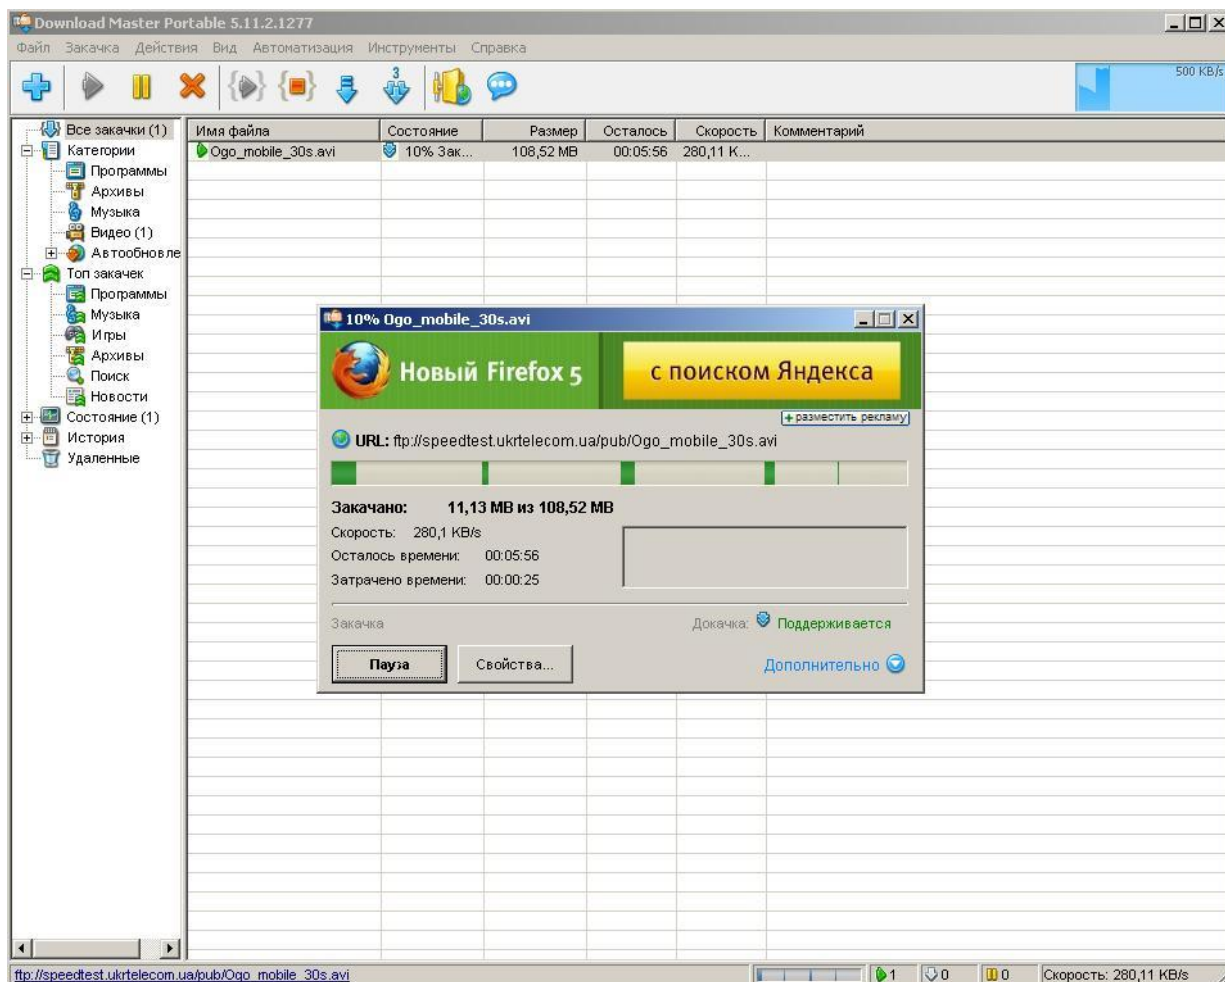 Download Master Portable 5.11.2.1277
Файл Закачка Действия Вид Автоматизация Инструменты Справка
3
500 KB/s
Все закачки (1)
Категории
Программы
Архивы
Музыка
Видео (1)
Автообновле
Топ закачек
Программы
Музыка
Игры
Архивы
Поиск
Новости
Состояние (1)
История
Удаленные
Имя файла Состояние Размер Осталось Скорость Комментарий
Ogo_mobile_30s.avi 10% Зак... 108,52 MB 00:05:56 280,11 K...
10% Ogo_mobile_30s.avi
Новый Firefox 5 с поиском Яндекса
+ разместить рекламу
URL: ftp://speedtest.ukrtelecom.ua/pub/Ogo_mobile_30s.avi
Закачано: 11,13 MB из 108,52 MB
Скорость: 280,1 KB/s
Осталось времени: 00:05:56
Затрачено времени: 00:00:25
Закачка Докачка: Поддерживается
Пауза Свойства... Дополнительно
ftp://speedtest.ukrtelecom.ua/pub/Ogo_mobile_30s.avi 1 0 0 Скорость: 280,11 KB/s